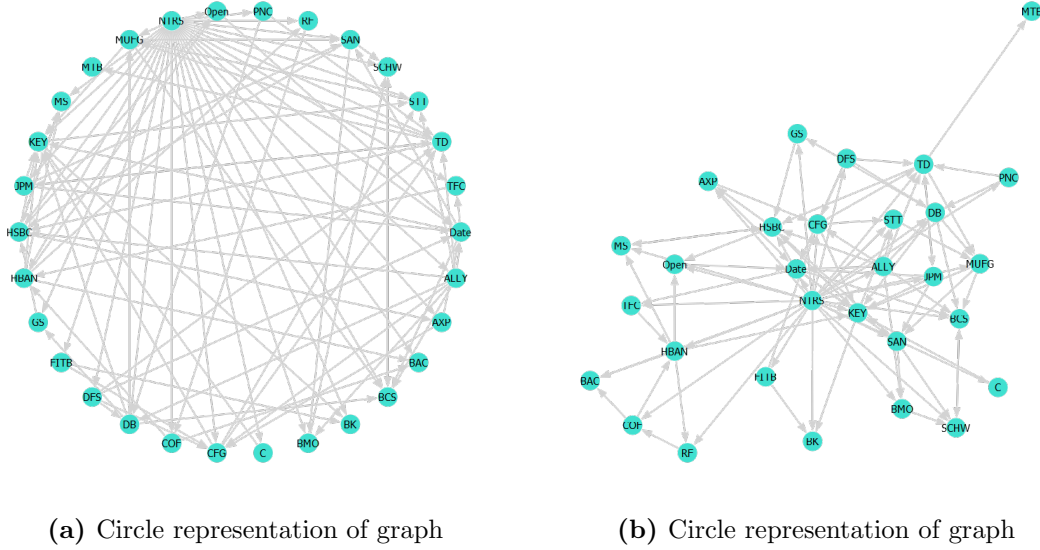 NTRS Open PNC
RF
MUFG SAN
MTB SCHW
MS STT
KEY TD
JPM TFC
HSBC Date
HBAN ALLY
GS AXP
FITB BAC
DFS BCS
DB BK
COF CFG C BMO
(a) Circle representation of graph
MTB
GS
DFS TD
AXP PNC
DB
HSBC CFG STT
MS
Open Date ALLY MUFG
JPM
TFC NTRS KEY BCS
SAN
HBAN
BAC FITB C
BMO
COF SCHW
RF BK
(b) Circle representation of graph